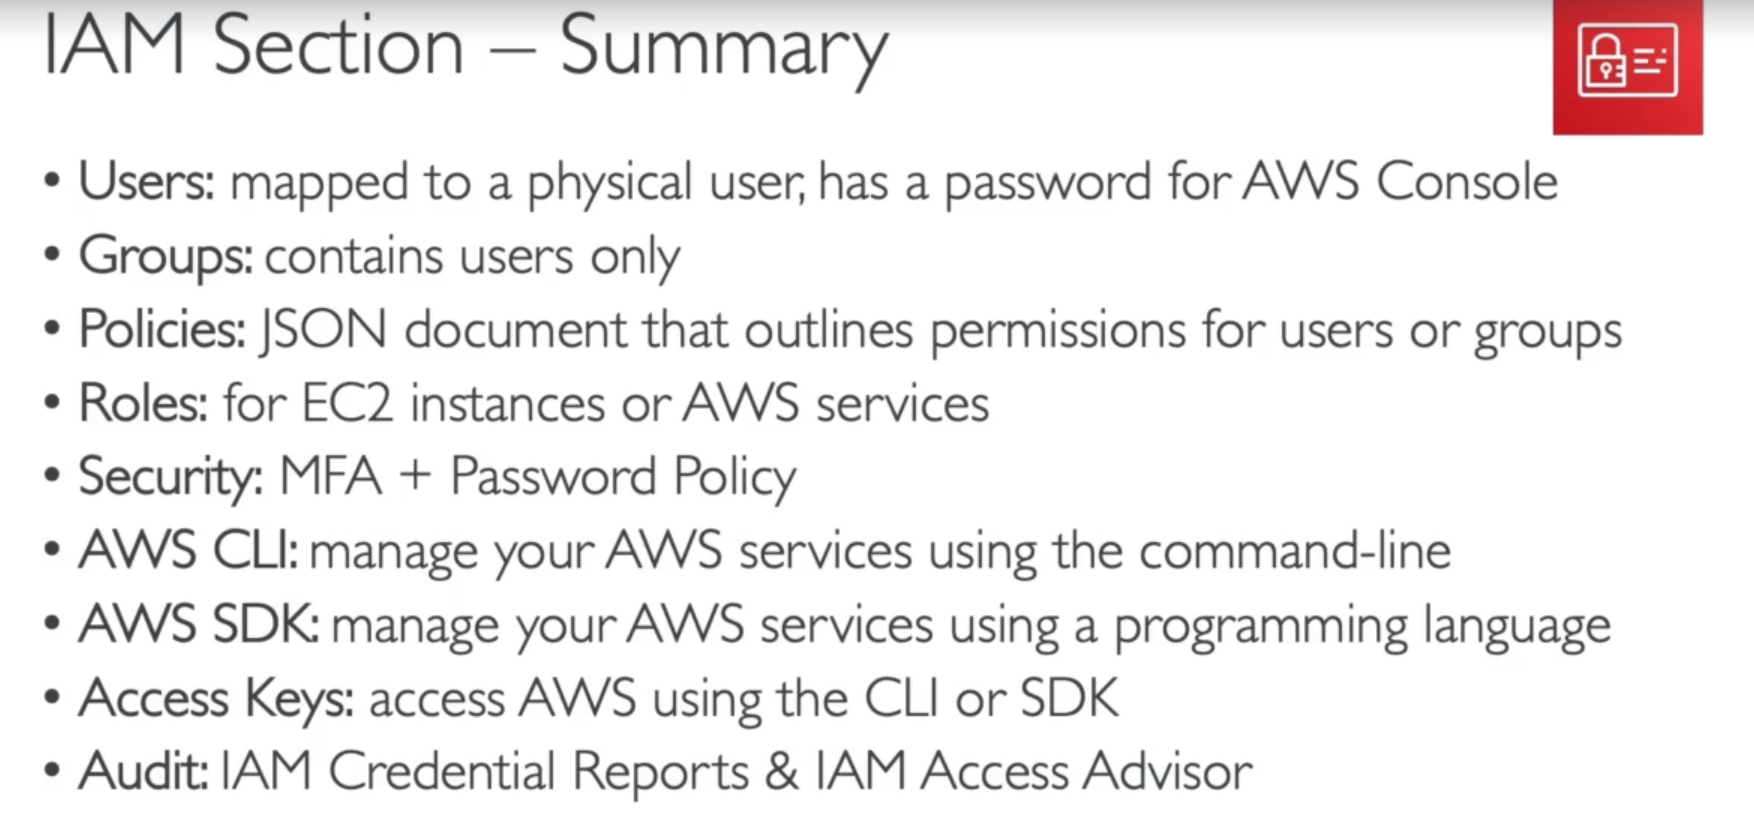 IAM Section – Summary
• Users: mapped to a physical user, has a password for AWS Console
• Groups: contains users only
• Policies: JSON document that outlines permissions for users or groups
• Roles: for EC2 instances or AWS services
• Security: MFA + Password Policy
• AWS CLI: manage your AWS services using the command-line
• AWS SDK: manage your AWS services using a programming language
• Access Keys: access AWS using the CLI or SDK
• Audit: IAM Credential Reports & IAM Access Advisor